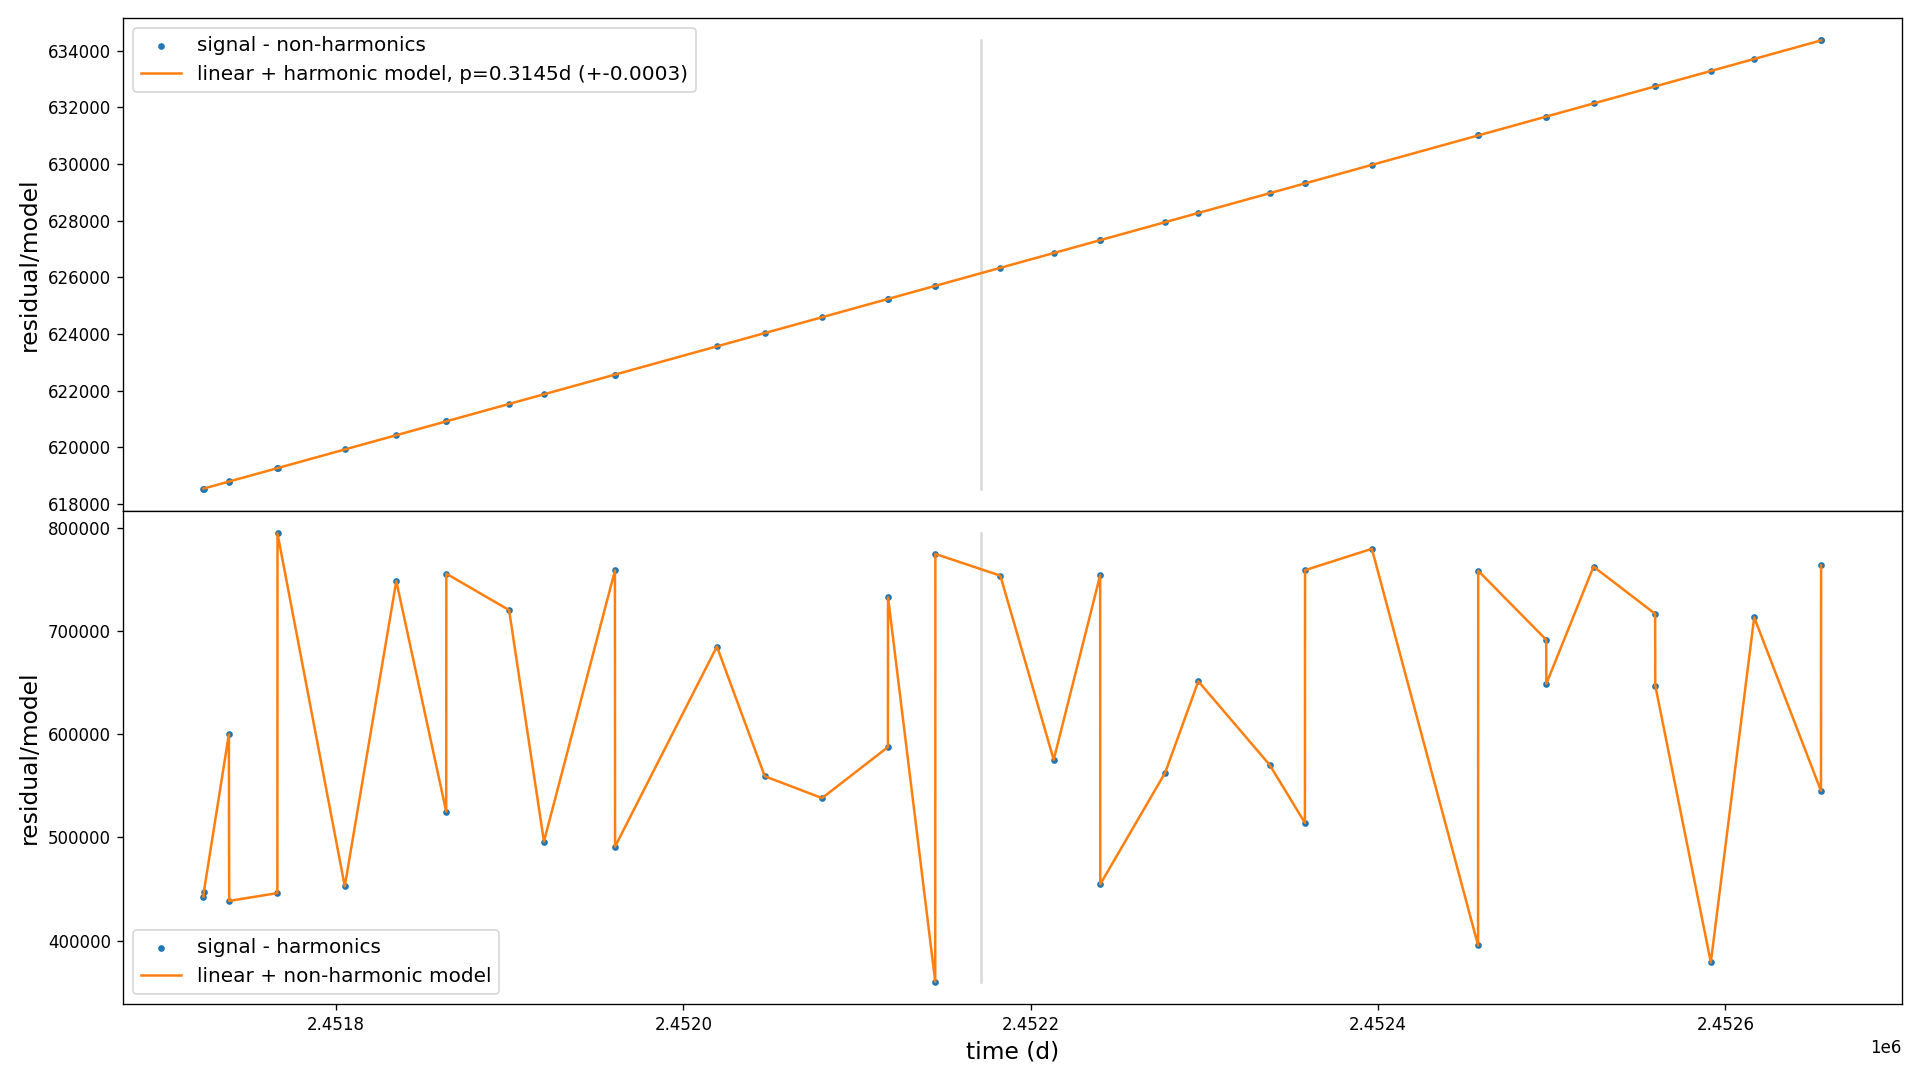 634000
632000
630000
628000
626000
624000
622000
620000
618000
residual/model
signal - non-harmonics
linear + harmonic model, p=0.3145d (+-0.0003)
800000
700000
600000
500000
400000
residual/model
signal - harmonics
linear + non-harmonic model
2.4518 2.4520 2.4522 2.4524 2.4526
1e6
time (d)